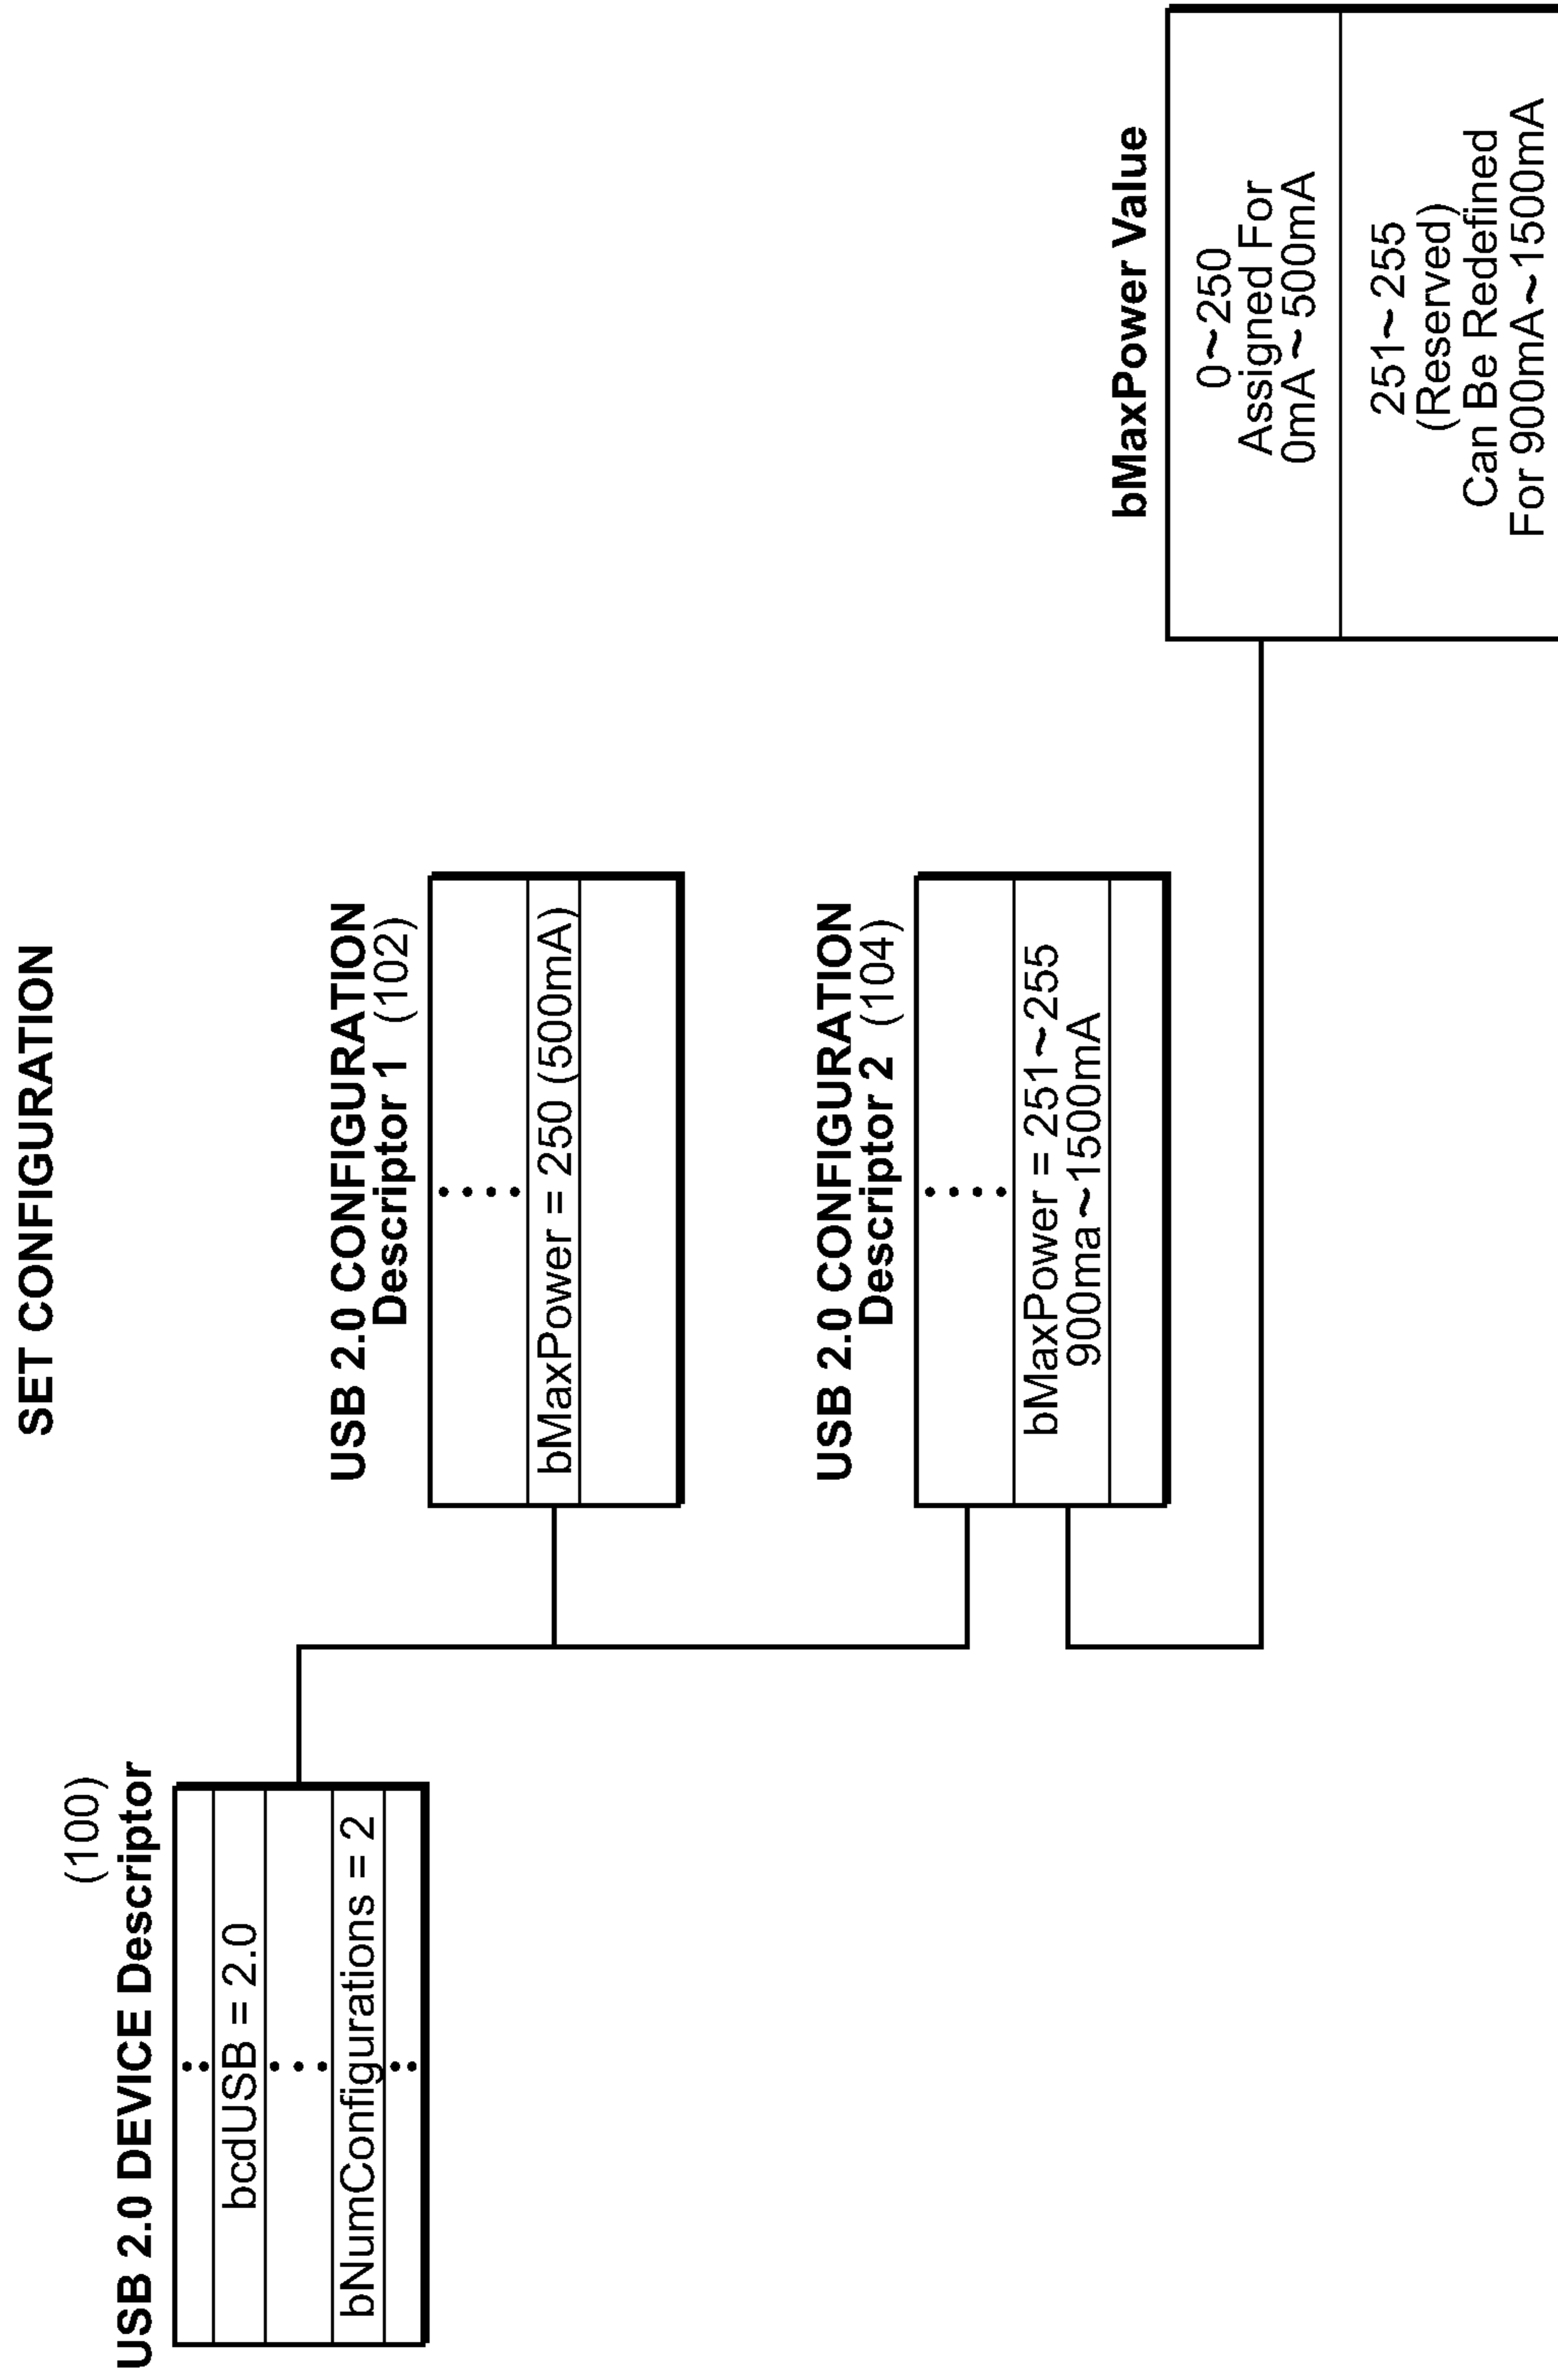 SET CONFIGURATION
(100)
USB 2.0 DEVICE Descriptor
bcdUSB = 2.0
bNumConfigurations = 2
USB 2.0 CONFIGURATION
Descriptor 1 (102)
bMaxPower = 250 (500mA)
USB 2.0 CONFIGURATION
Descriptor 2 (104)
bMaxPower = 251~255
900ma~1500mA
bMaxPower Value
0~250
Assigned For
0mA~500mA
251~255
(Reserved)
Can Be Redefined
For 900mA~1500mA